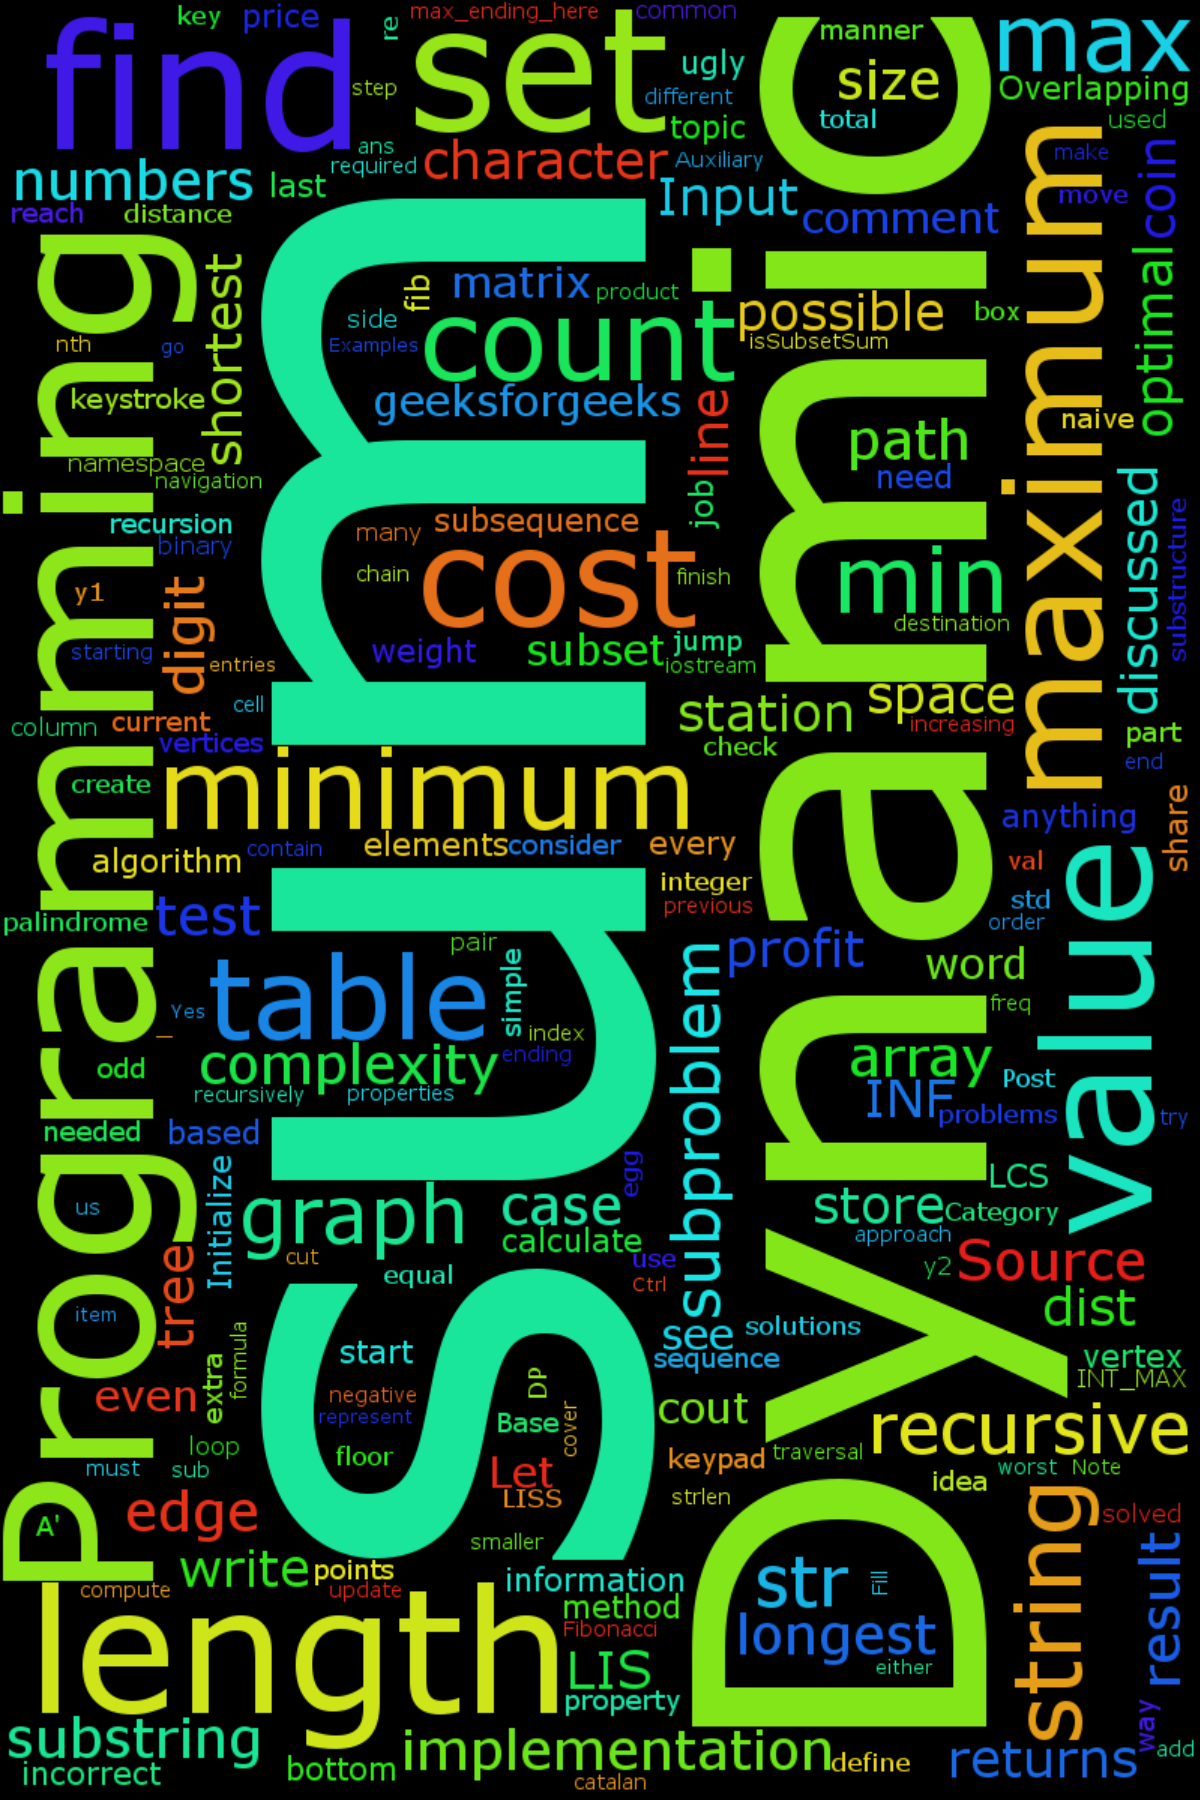 key
price
re
max_ending_here
common
manner
max
find
set
ugly
size
step
different
Overlapping
total
topic
used
ans
required
character
Auxiliary
make
numbers
last
Input
coin
move
reach
distance
comment
Dynamic
maximum
Programming
sum
shortest
fib
matrix
product
optimal
side
count
possible
box
nth
go
Examples
isSubsetSum
keystroke
geeksforgeeks
line
naive
path
namespace
navigation
need
job
discussed
recursion
many
subsequence
substructure
binary
cost
chain
finish
min
y1
digit
destination
starting
entries
weight
subset
jump
iostream
cell
space
column
current
station
increasing
vertices
check
part
end
create
minimum
share
anything
algorithm
contain
elements
consider
every
val
value
integer
std
palindrome
test
previous
order
pair
profit
simple
subproblem
word
table
Yes
_
index
freq
ending
array
odd
complexity
INF
Post
recursively
properties
problems
try
needed
based
egg
Initialize
LCS
graph
case
store
Category
us
calculate
approach
cut
use
y2
Source
tree
equal
Ctrl
dist
item
see
solutions
formula
start
sequence
vertex
extra
DP
INT_MAX
even
negative
cover
represent
Base
cout
recursive
loop
floor
keypad
traversal
must
sub
Let
worst
Note
idea
LISS
strlen
string
edge
A'
solved
smaller
result
write
points
information
str
Fill
compute
update
method
length
Fibonacci
longest
LIS
either
property
way
substring
implementation
add
incorrect
bottom
define
returns
catalan